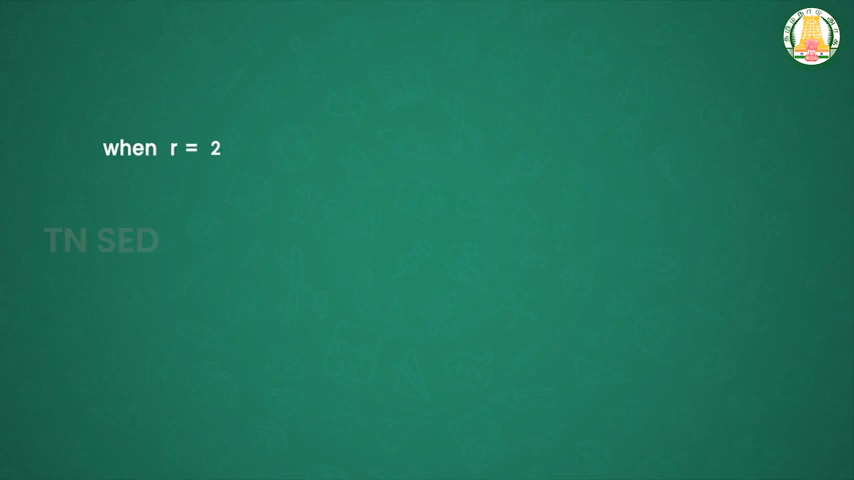 when r = 2
TN SED